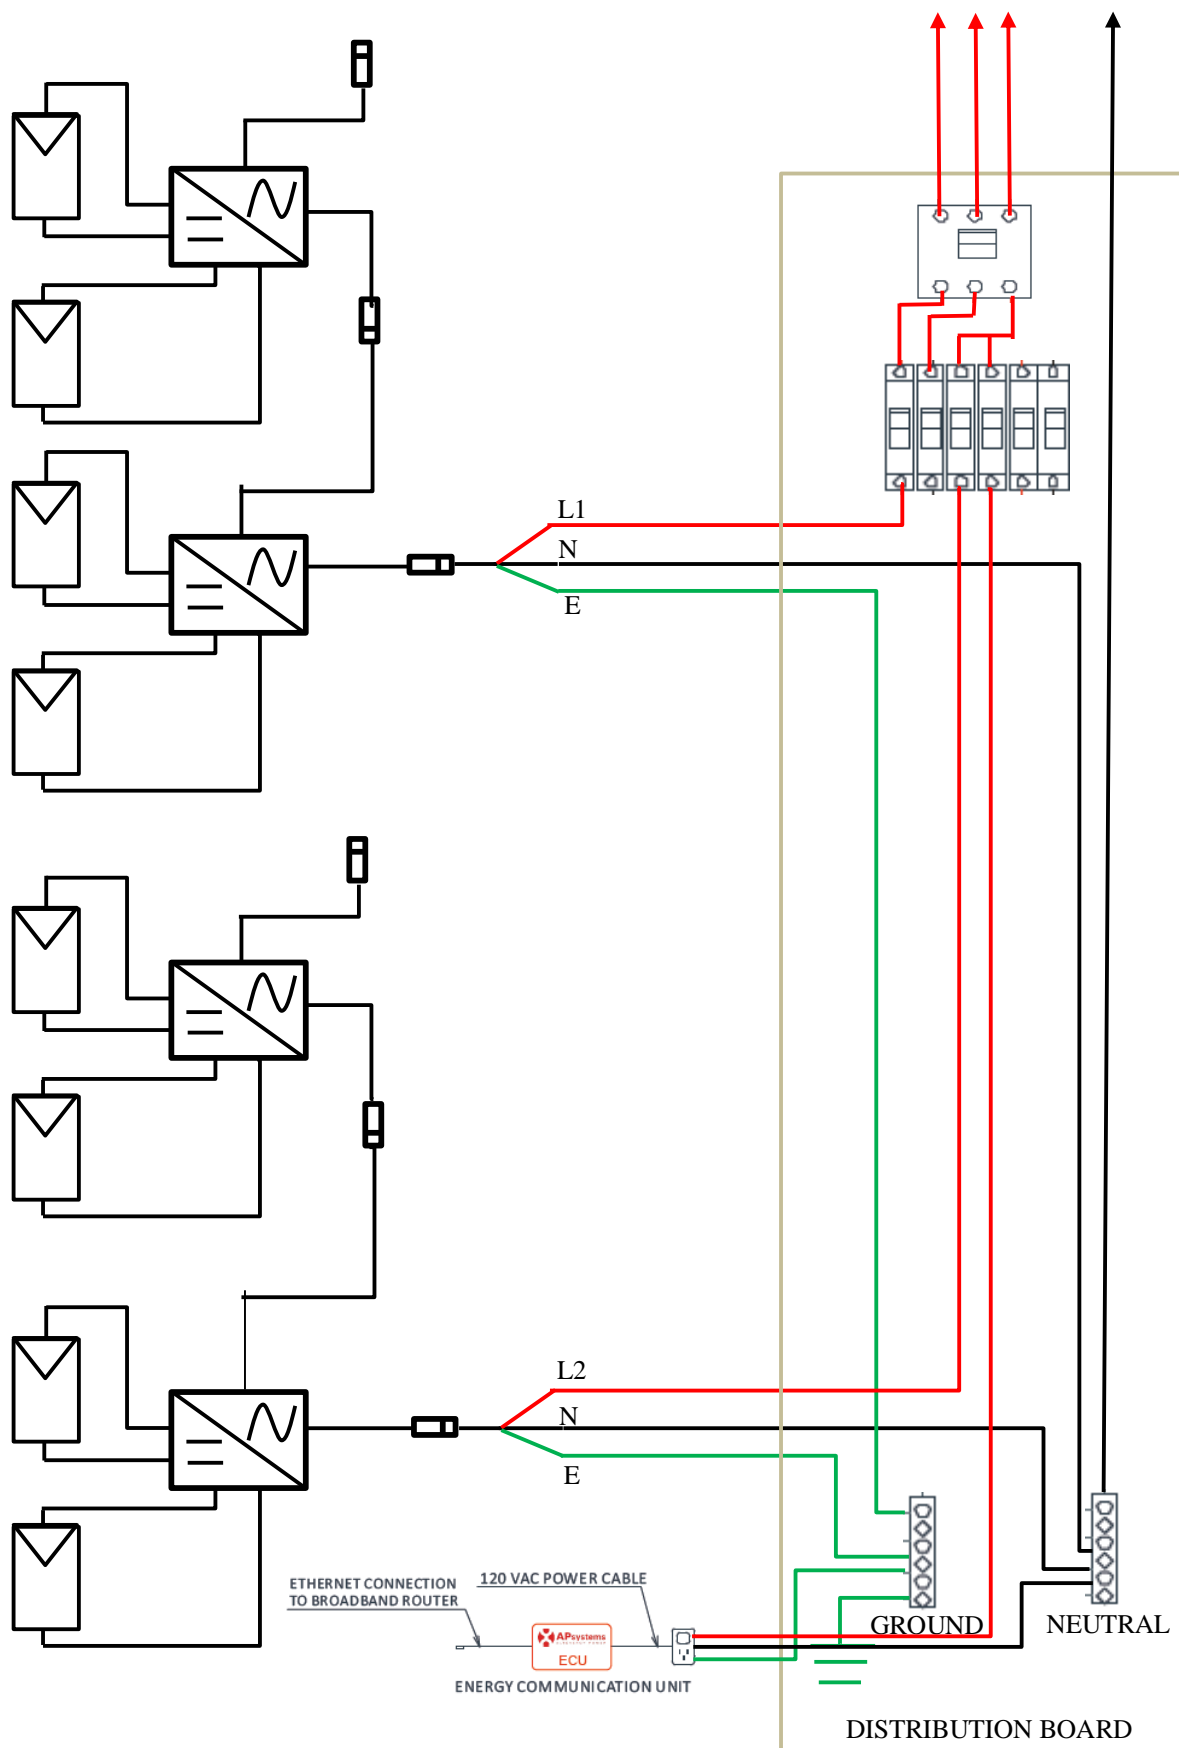 L1
N
E
L2
N
E
ETHERNET CONNECTION
TO BROADBAND ROUTER
120 VAC POWER CABLE
APsystems
ECU
ENERGY COMMUNICATION UNIT
GROUND
NEUTRAL
DISTRIBUTION BOARD